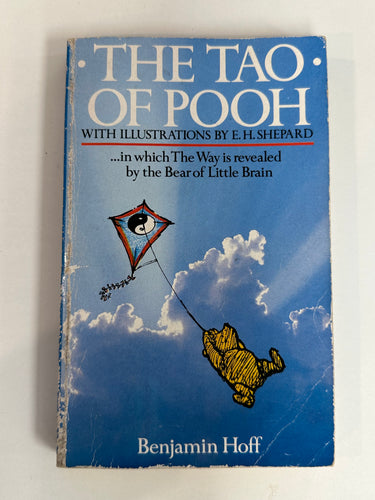 • THE TAO •
OF POOH
WITH ILLUSTRATIONS BY E. H. SHEPARD
...in which The Way is revealed
by the Bear of Little Brain
Benjamin Hoff